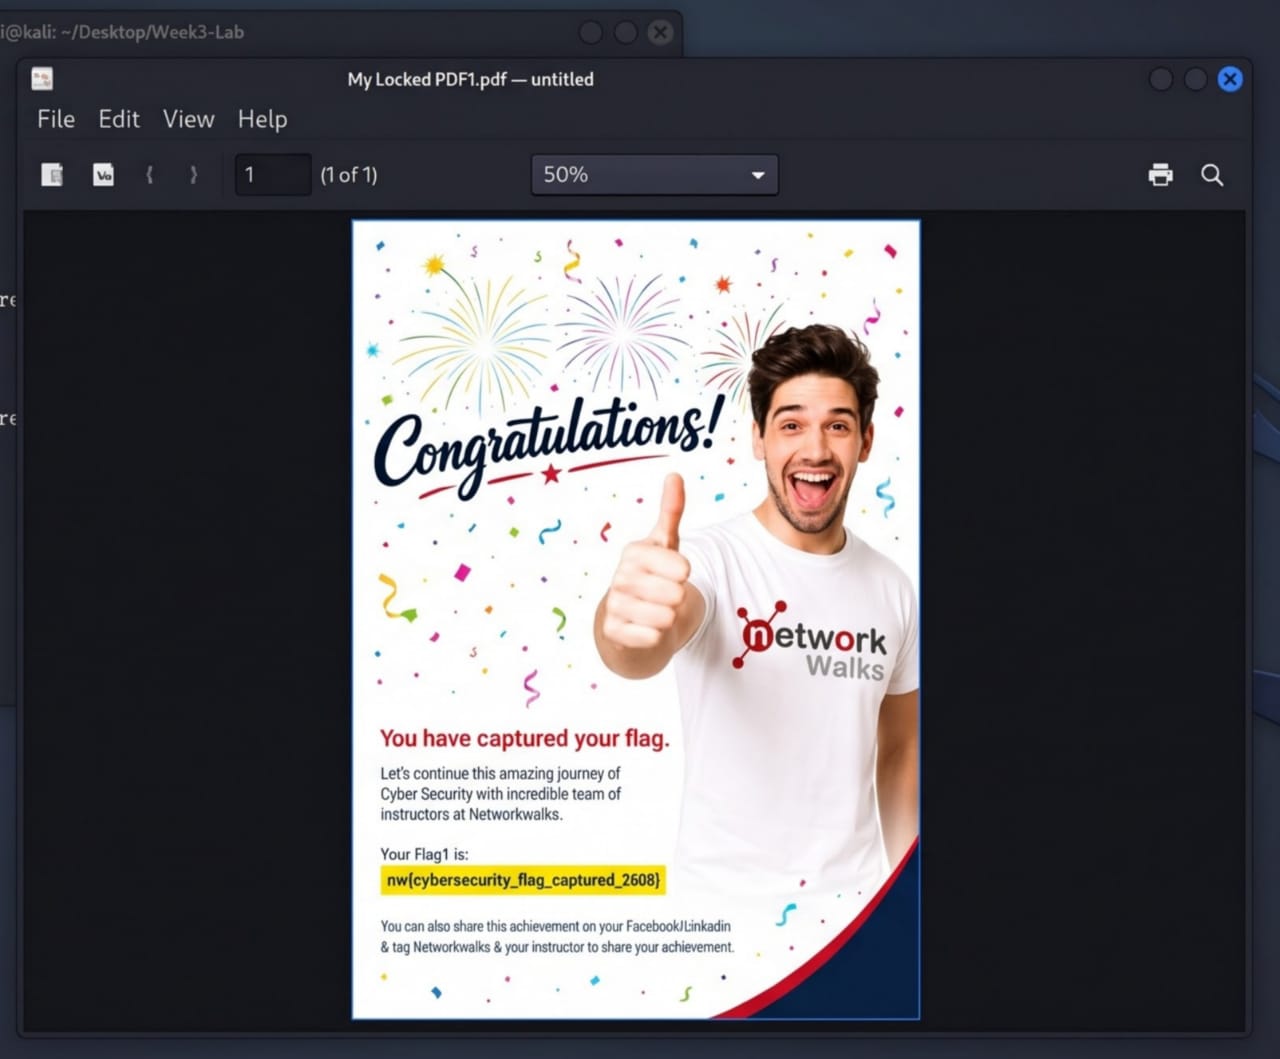 i@kali: ~/Desktop/Week3-Lab
My Locked PDF1.pdf — untitled
File Edit View Help
1 (1 of 1) 50%
re
re
Congratulations!
network
Walks
You have captured your flag.
Let's continue this amazing journey of
Cyber Security with incredible team of
instructors at Networkwalks.
Your Flag1 is:
nw{cybersecurity_flag_captured_2608}
You can also share this achievement on your Facebook/Linkadin
& tag Networkwalks & your instructor to share your achievement.